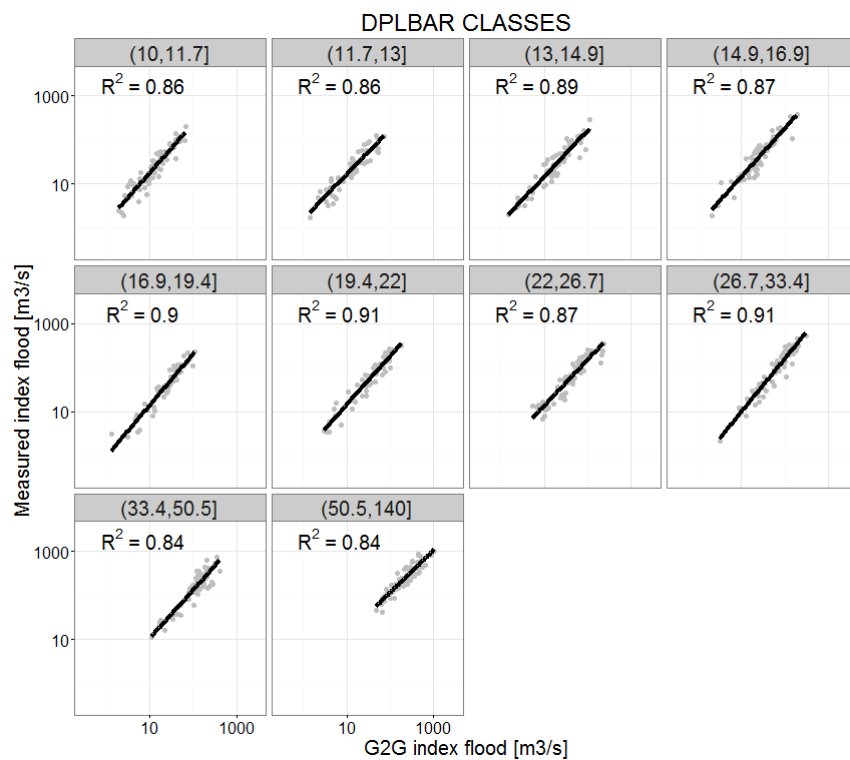 DPLBAR CLASSES
(10,11.7] (11.7,13] (13,14.9] (14.9,16.9]
R² = 0.86 R² = 0.86 R² = 0.89 R² = 0.87
1000
10
(16.9,19.4] (19.4,22] (22,26.7] (26.7,33.4]
R² = 0.9 R² = 0.91 R² = 0.87 R² = 0.91
1000
10
(33.4,50.5] (50.5,140]
R² = 0.84 R² = 0.84
1000
10
10 1000 10 1000
Measured index flood [m3/s]
G2G index flood [m3/s]